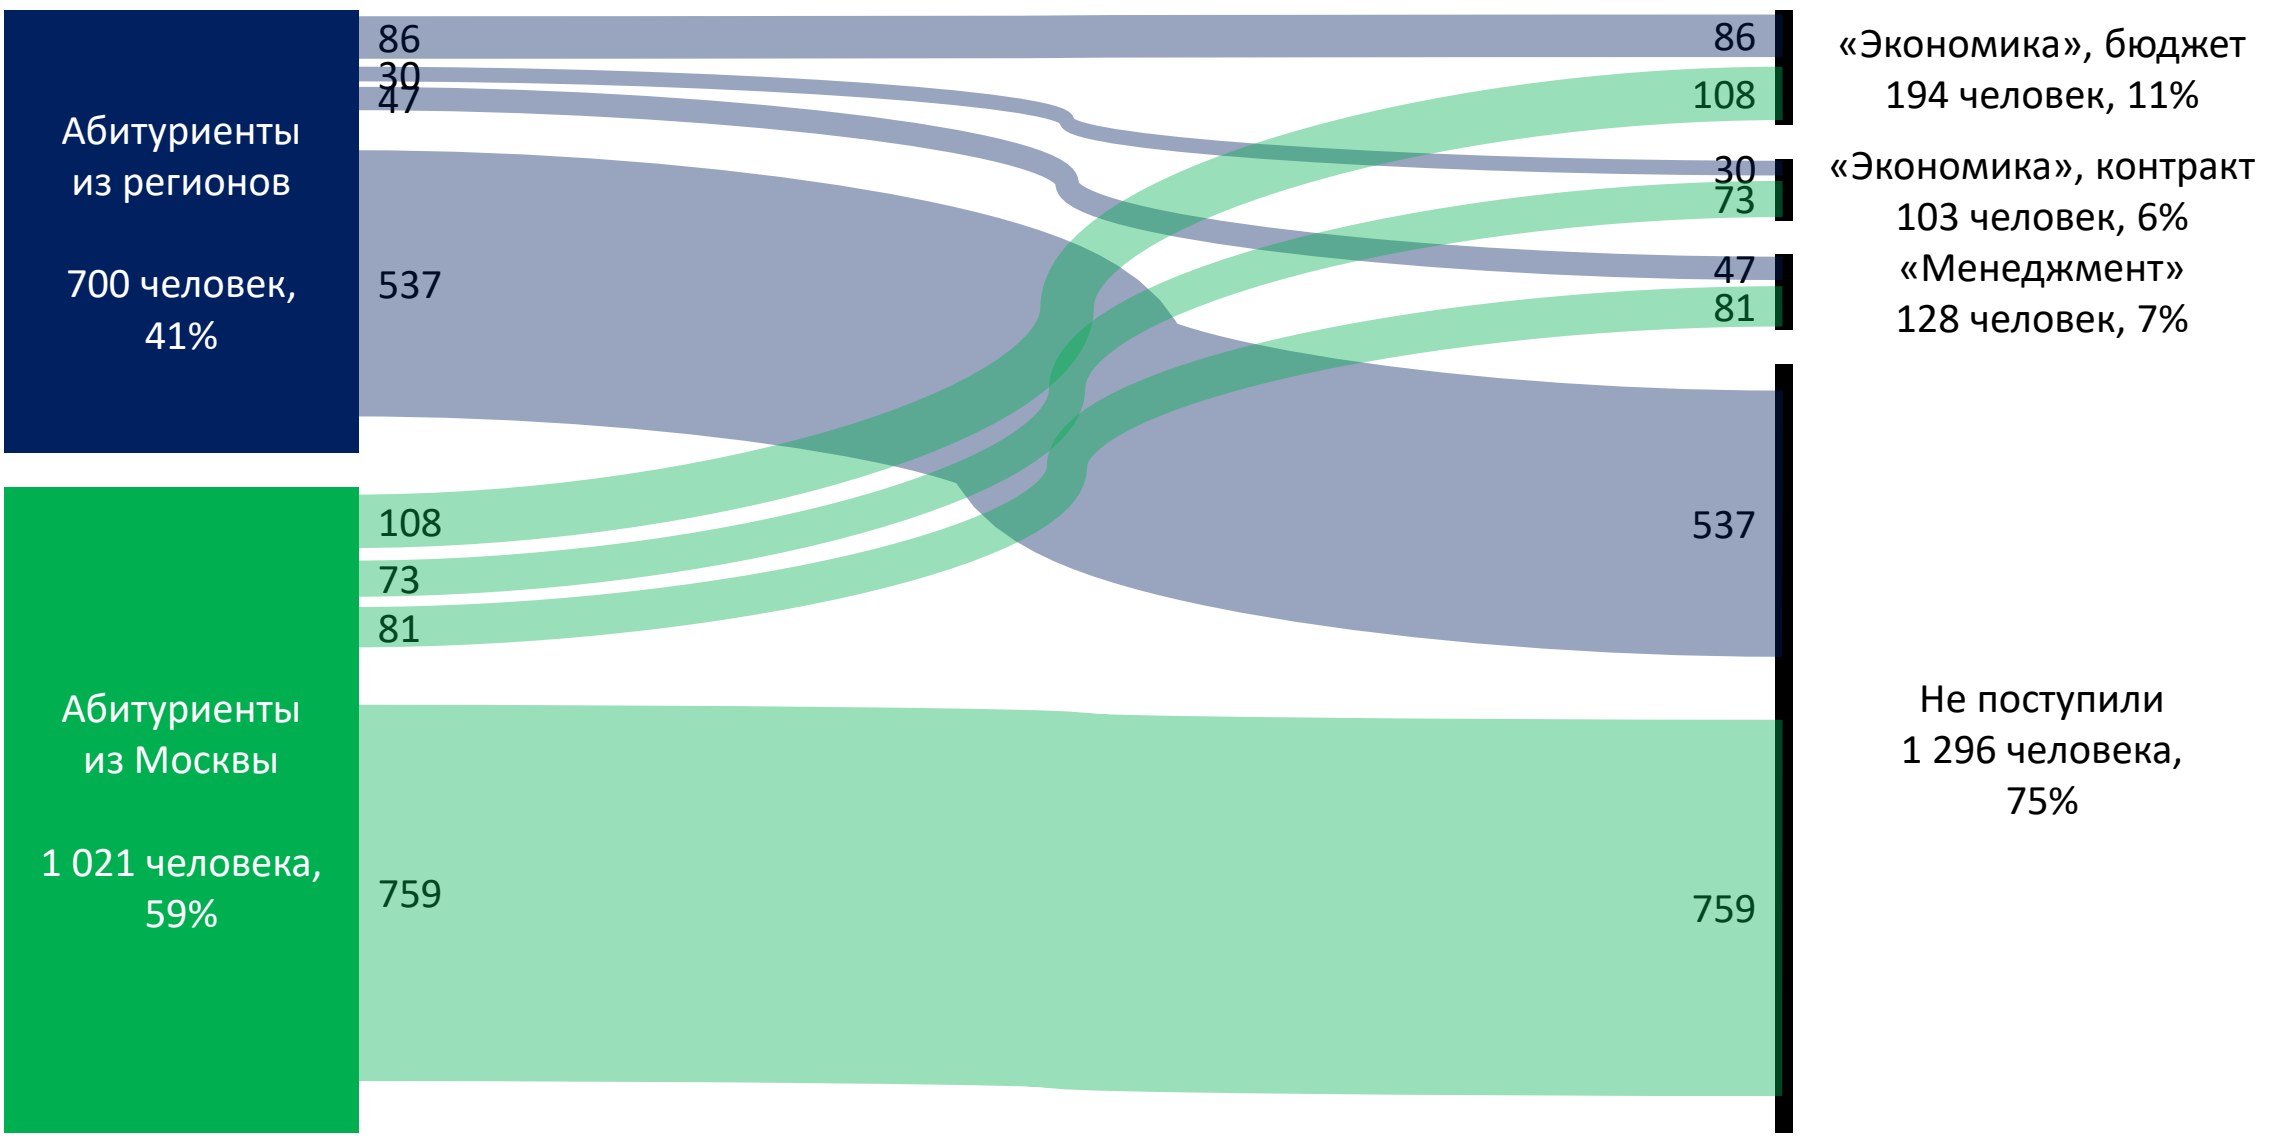 Абитуриенты
из регионов
700 человек,
41%
Абитуриенты
из Москвы
1 021 человека,
59%
86
30
47
537
108
73
81
759
86
108
30
73
47
81
537
759
«Экономика», бюджет
194 человек, 11%
«Экономика», контракт
103 человек, 6%
«Менеджмент»
128 человек, 7%
Не поступили
1 296 человека,
75%